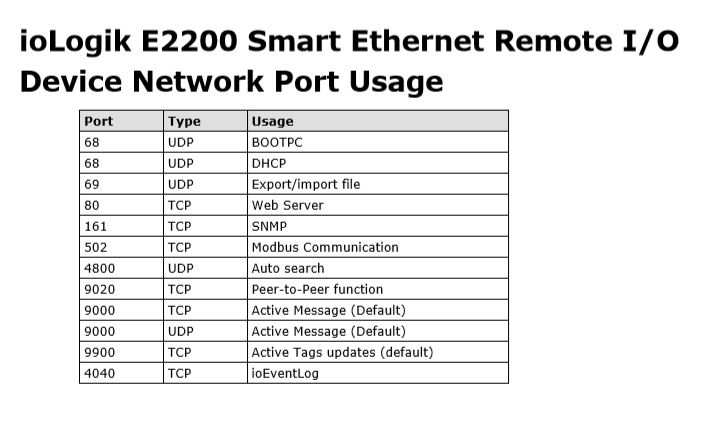 ioLogik E2200 Smart Ethernet Remote I/O
Device Network Port Usage
Port Type Usage
68 UDP BOOTPC
68 UDP DHCP
69 UDP Export/import file
80 TCP Web Server
161 TCP SNMP
502 TCP Modbus Communication
4800 UDP Auto search
9020 TCP Peer-to-Peer function
9000 TCP Active Message (Default)
9000 UDP Active Message (Default)
9900 TCP Active Tags updates (default)
4040 TCP ioEventLog